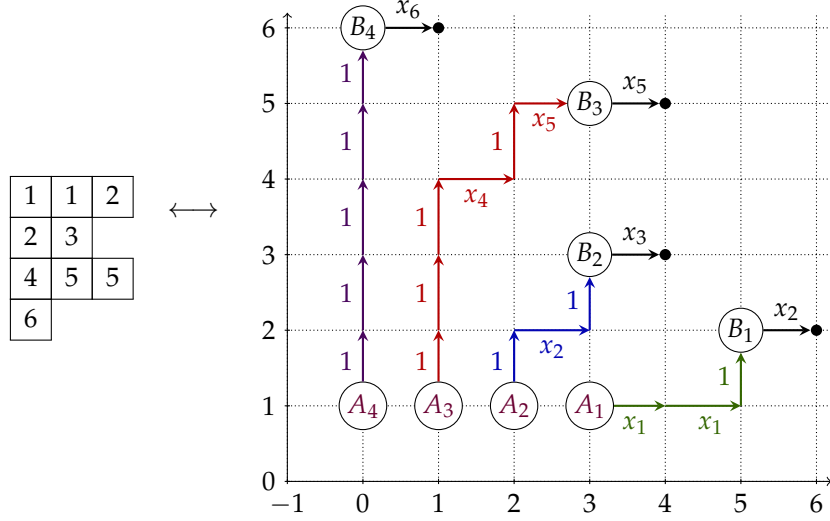 1 1 2
2 3
4 5 5
6
⟷
6 B₄ x₆
1
5 B₃ x₅
x₅
1 1
4
x₄
1 1
3 B₂ x₃
1 1 1 x₂
2 B₁
x₂
1 1 1 1
1 A₄ A₃ A₂ A₁
x₁ x₁
0
−1 0 1 2 3 4 5 6